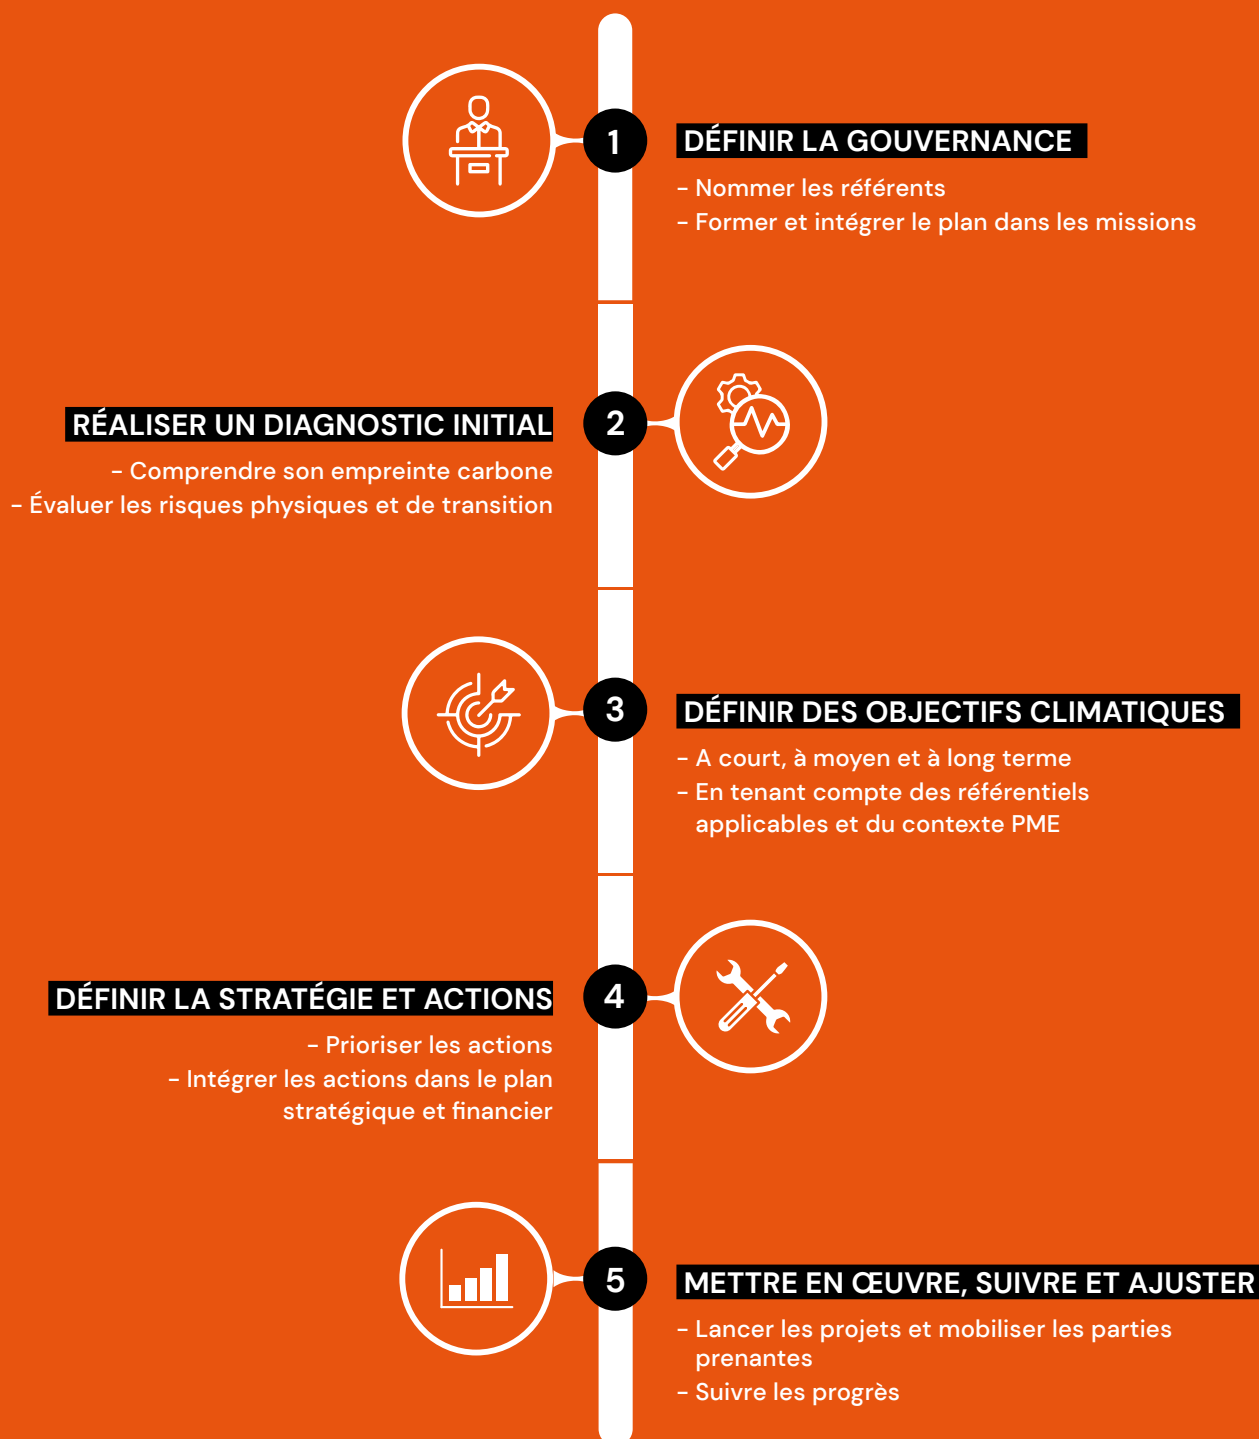 1
DÉFINIR LA GOUVERNANCE
- Nommer les référents
- Former et intégrer le plan dans les missions
2
RÉALISER UN DIAGNOSTIC INITIAL
- Comprendre son empreinte carbone
- Évaluer les risques physiques et de transition
3
DÉFINIR DES OBJECTIFS CLIMATIQUES
- A court, à moyen et à long terme
- En tenant compte des référentiels
applicables et du contexte PME
4
DÉFINIR LA STRATÉGIE ET ACTIONS
- Prioriser les actions
- Intégrer les actions dans le plan
stratégique et financier
5
METTRE EN ŒUVRE, SUIVRE ET AJUSTER
- Lancer les projets et mobiliser les parties
prenantes
- Suivre les progrès